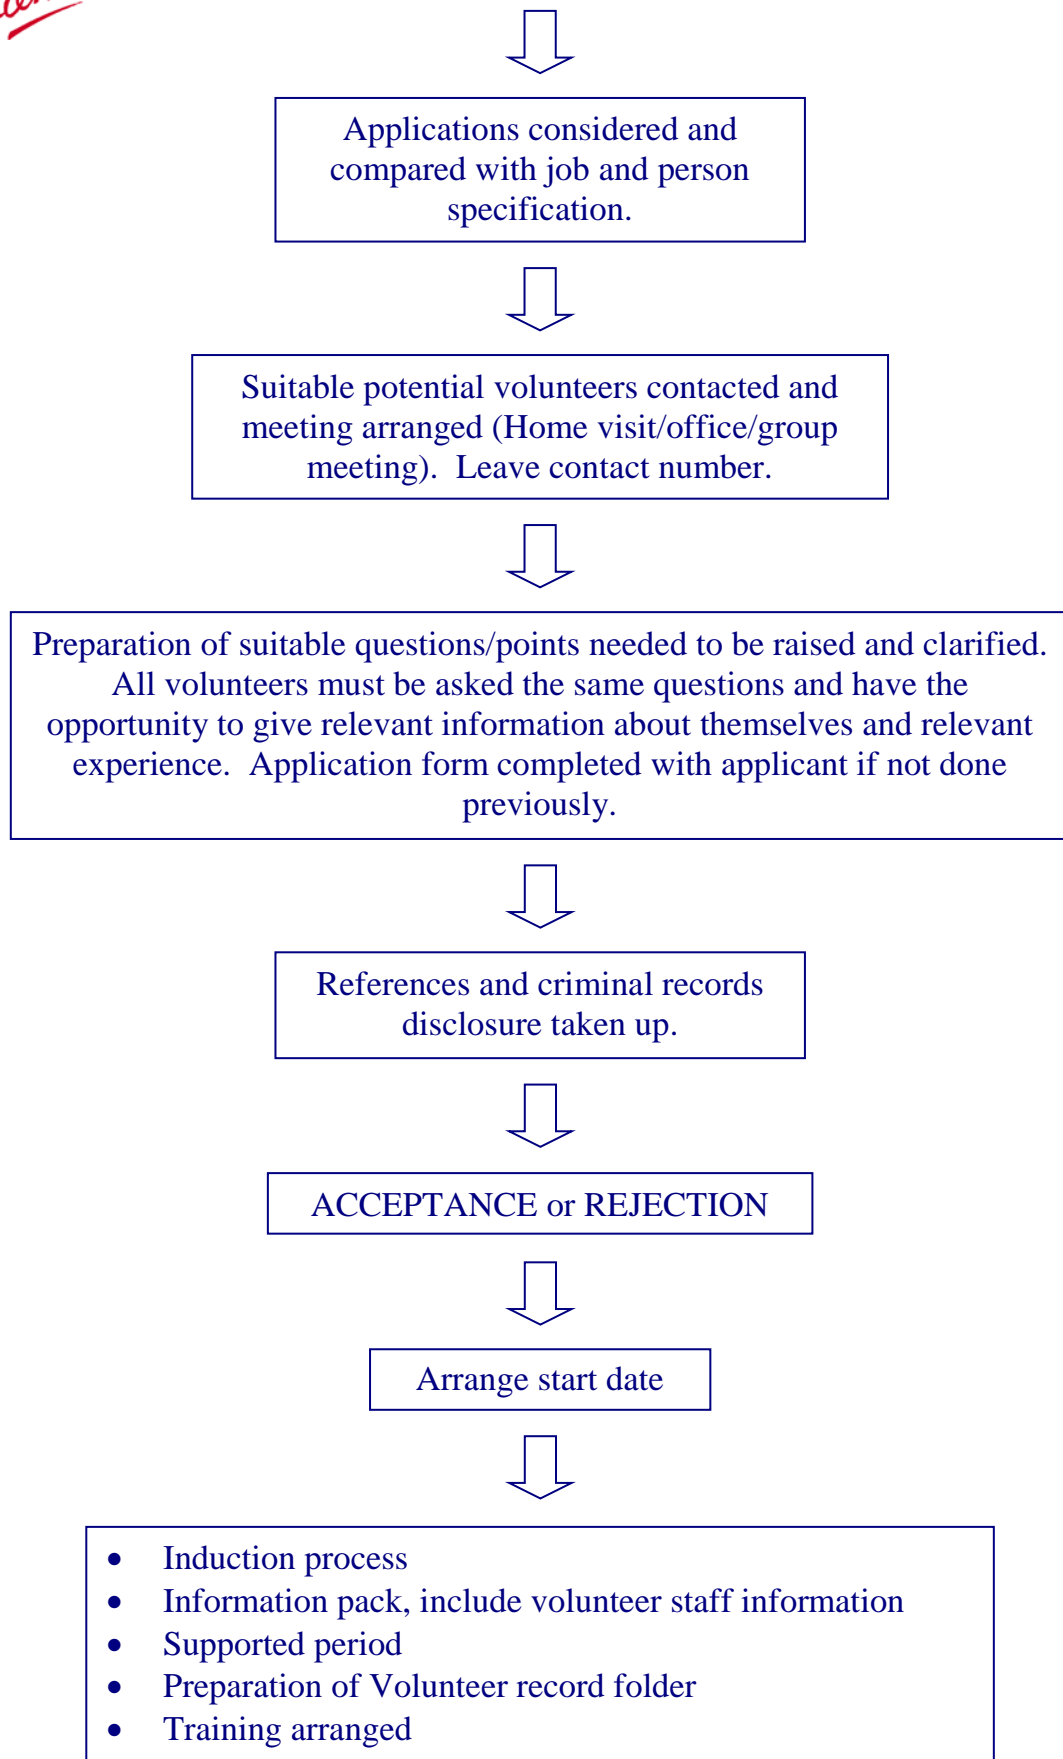 Applications considered and
compared with job and person
specification.
Suitable potential volunteers contacted and
meeting arranged (Home visit/office/group
meeting).  Leave contact number.
Preparation of suitable questions/points needed to be raised and clarified.
All volunteers must be asked the same questions and have the
opportunity to give relevant information about themselves and relevant
experience.  Application form completed with applicant if not done
previously.
References and criminal records
disclosure taken up.
ACCEPTANCE or REJECTION
Arrange start date
• Induction process
• Information pack, include volunteer staff information
• Supported period
• Preparation of Volunteer record folder
• Training arranged